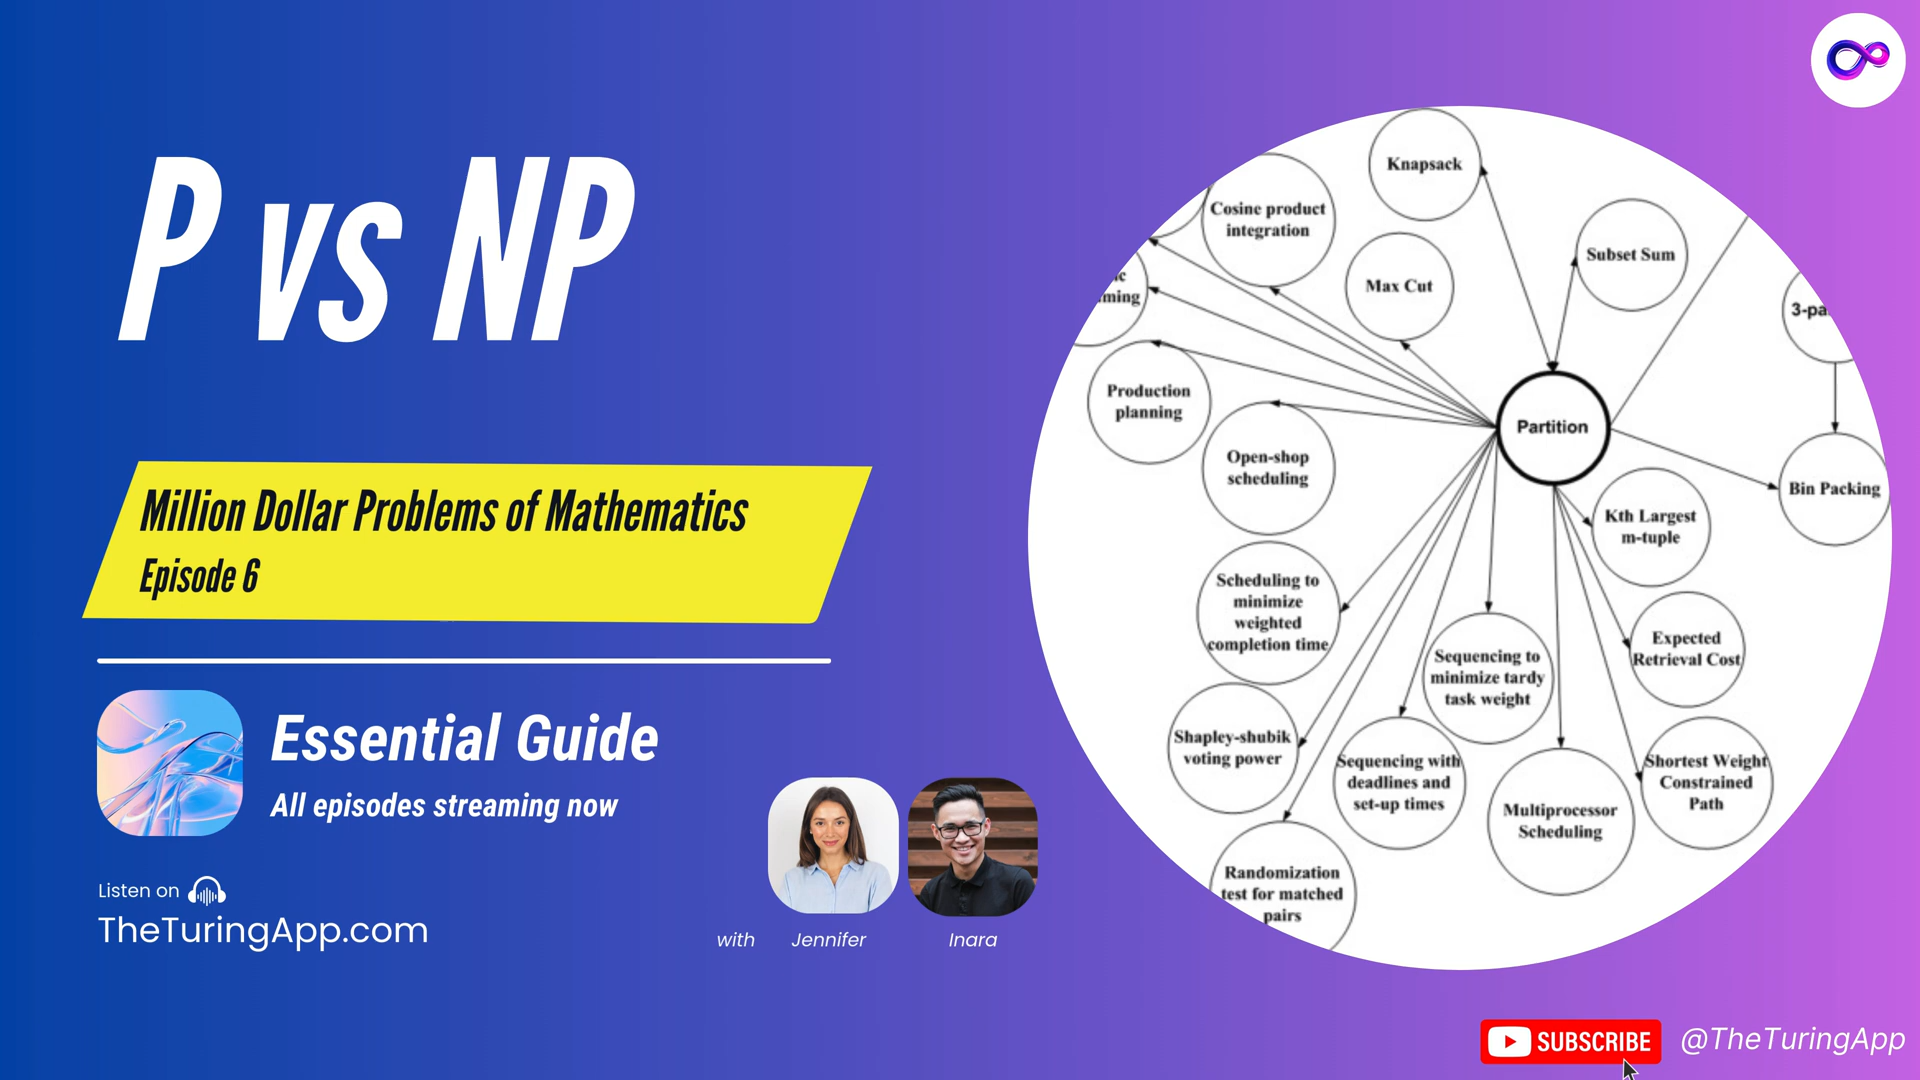 P vs NP
Million Dollar Problems of Mathematics
Episode 6
Essential Guide
All episodes streaming now
Listen on
TheTuringApp.com
with Jennifer Inara
Knapsack
Cosine product
integration
Subset Sum
Max Cut
ming
3-pa
Production
planning
Partition
Open-shop
scheduling
Bin Packing
Kth Largest
m-tuple
Scheduling to
minimize
weighted
completion time
Expected
Retrieval Cost
Sequencing to
minimize tardy
task weight
Shapley-shubik
voting power
Sequencing with
deadlines and
set-up times
Shortest Weight
Constrained
Path
Multiprocessor
Scheduling
Randomization
test for matched
pairs
SUBSCRIBE
@TheTuringApp